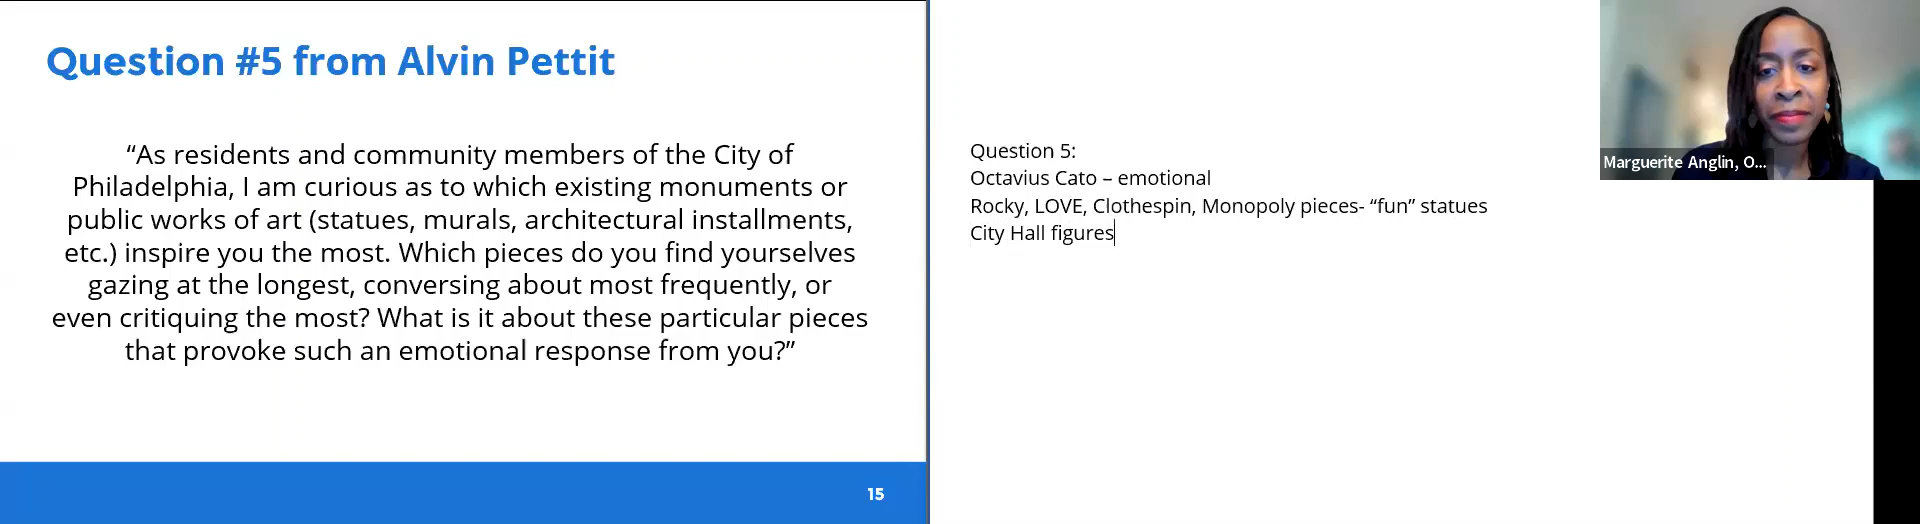 Question #5 from Alvin Pettit
“As residents and community members of the City of
Philadelphia, I am curious as to which existing monuments or
public works of art (statues, murals, architectural installments,
etc.) inspire you the most. Which pieces do you find yourselves
gazing at the longest, conversing about most frequently, or
even critiquing the most? What is it about these particular pieces
that provoke such an emotional response from you?”
15
Question 5:
Octavius Cato – emotional
Rocky, LOVE, Clothespin, Monopoly pieces- “fun” statues
City Hall figures
Marguerite Anglin, O...